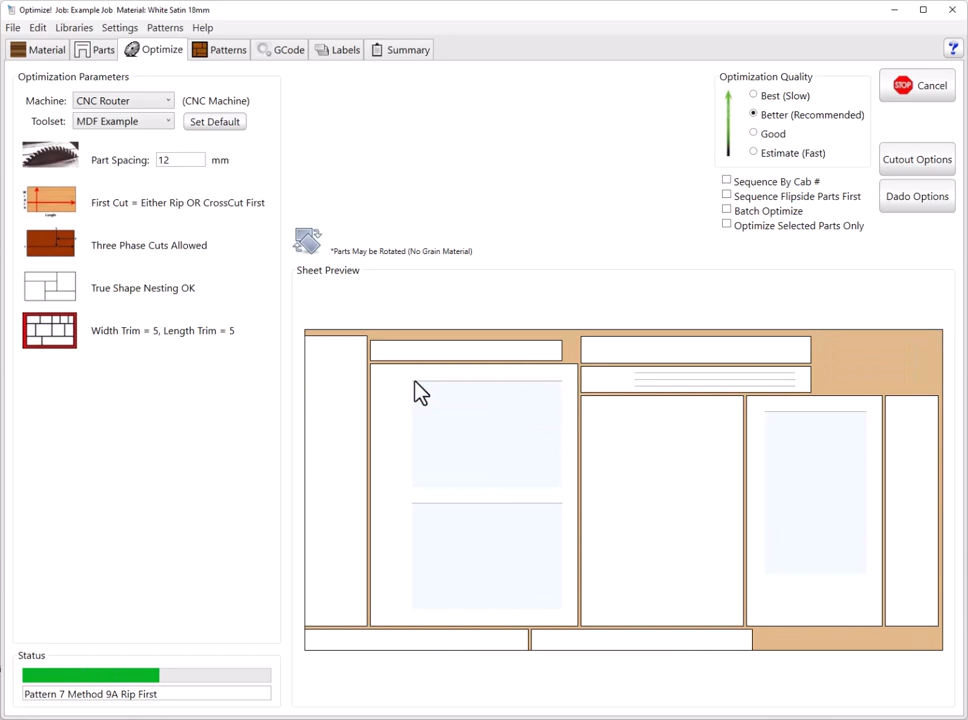 Optimize! Job: Example Job Material: White Satin 18mm
File Edit Libraries Settings Patterns Help
Material Parts Optimize Patterns GCode Labels Summary ?
Optimization Parameters
Machine: CNC Router (CNC Machine)
Toolset: MDF Example Set Default
Part Spacing: 12 mm
First Cut = Either Rip OR CrossCut First
Three Phase Cuts Allowed
True Shape Nesting OK
Width Trim = 5, Length Trim = 5
Optimization Quality
Best (Slow)
Better (Recommended)
Good
Estimate (Fast)
STOP Cancel
Cutout Options
Dado Options
Sequence By Cab #
Sequence Flipside Parts First
Batch Optimize
Optimize Selected Parts Only
*Parts May be Rotated (No Grain Material)
Sheet Preview
Status
Pattern 7 Method 9A Rip First